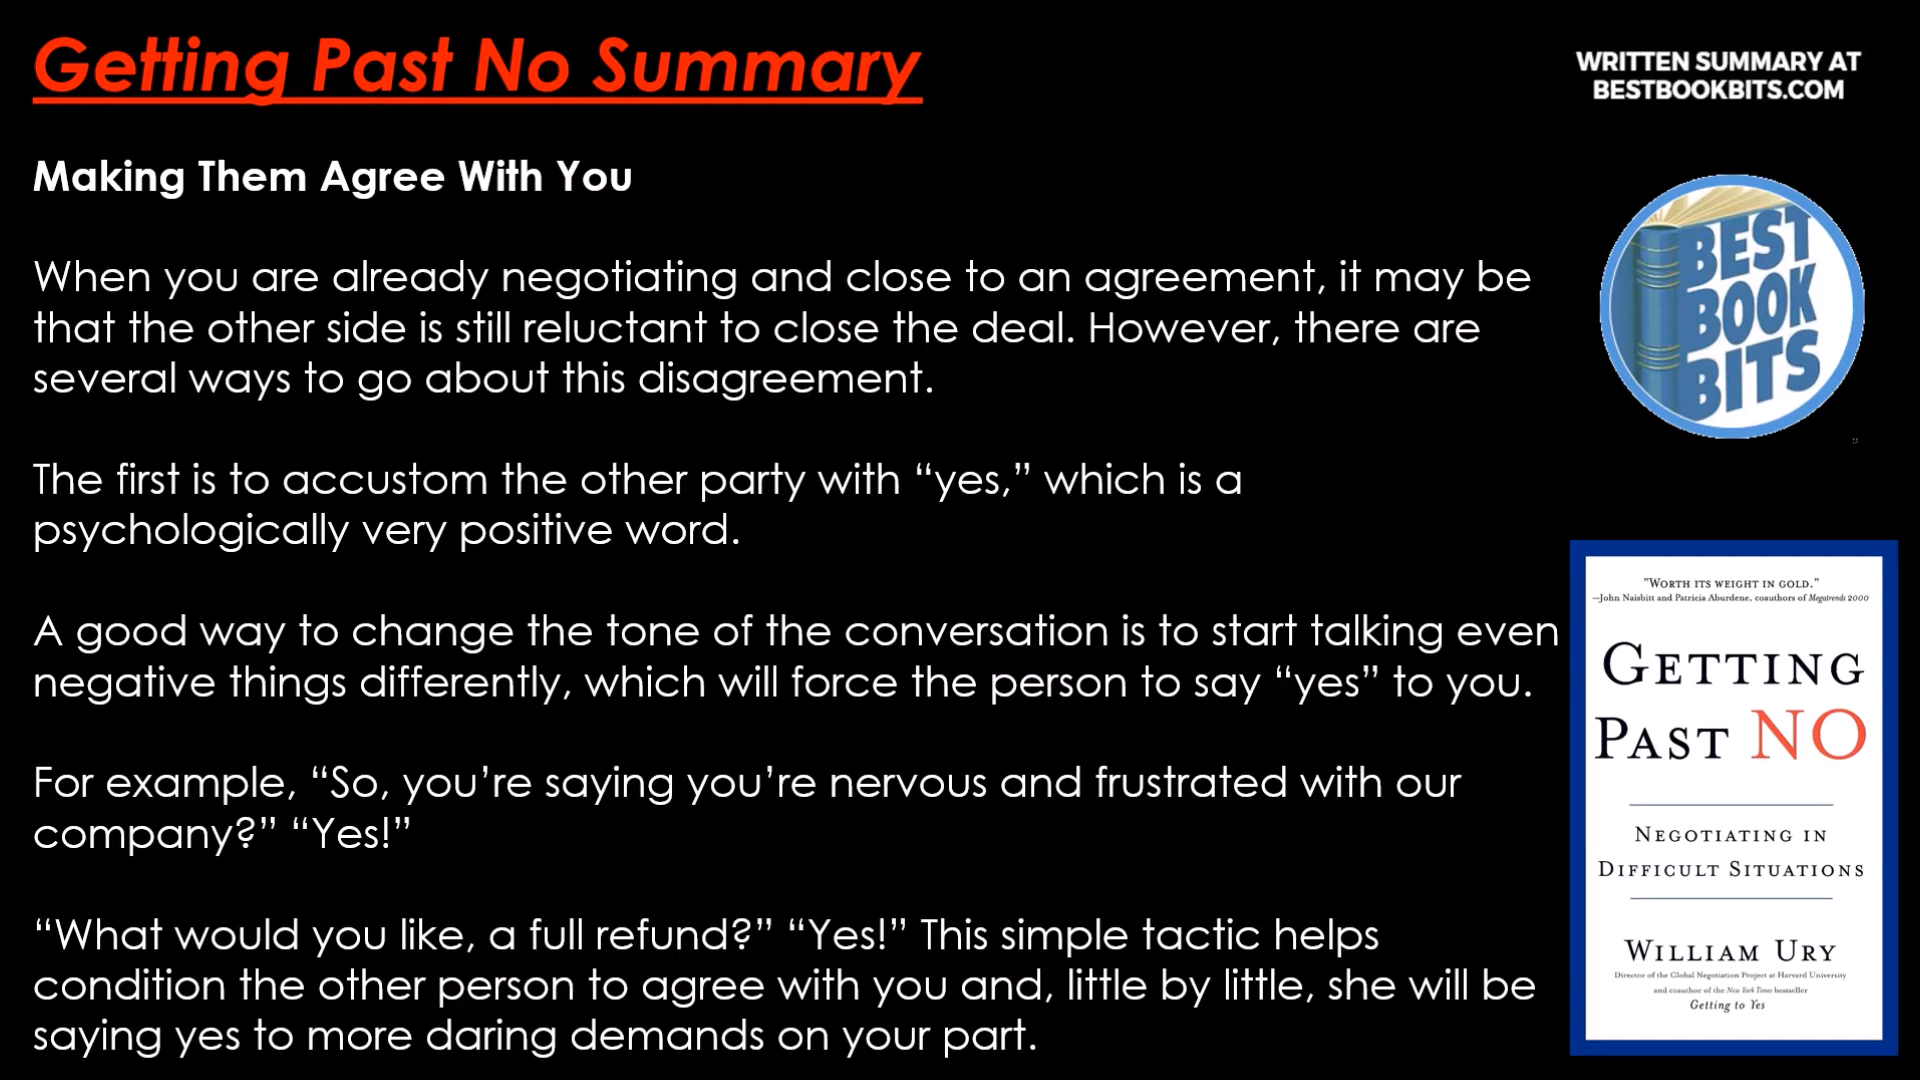 Getting Past No Summary
WRITTEN SUMMARY AT
BESTBOOKBITS.COM
Making Them Agree With You
When you are already negotiating and close to an agreement, it may be
that the other side is still reluctant to close the deal. However, there are
several ways to go about this disagreement.
The first is to accustom the other party with “yes,” which is a
psychologically very positive word.
A good way to change the tone of the conversation is to start talking even
negative things differently, which will force the person to say “yes” to you.
For example, “So, you’re saying you’re nervous and frustrated with our
company?” “Yes!”
“What would you like, a full refund?” “Yes!” This simple tactic helps
condition the other person to agree with you and, little by little, she will be
saying yes to more daring demands on your part.
BEST
BOOK
BITS
"WORTH ITS WEIGHT IN GOLD."
—John Naisbitt and Patricia Aburdene, coauthors of Megatrends 2000
GETTING
PAST NO
NEGOTIATING IN
DIFFICULT SITUATIONS
WILLIAM URY
Director of the Global Negotiation Project at Harvard University
and coauthor of the New York Times bestseller
Getting to Yes